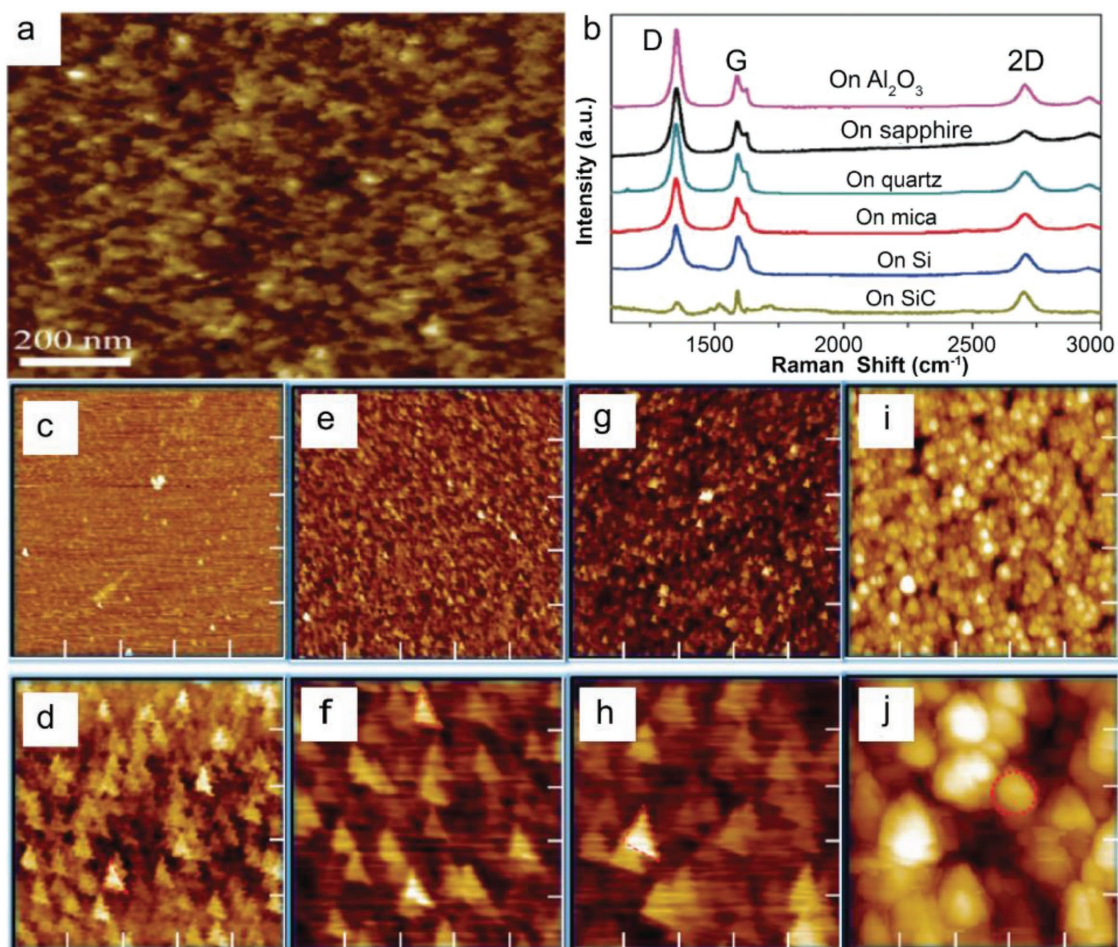 a
200 nm
b
D
G
2D
On Al₂O₃
On sapphire
On quartz
On mica
On Si
On SiC
Intensity (a.u.)
1500 2000 2500 3000
Raman Shift (cm⁻¹)
c
e
g
i
d
f
h
j